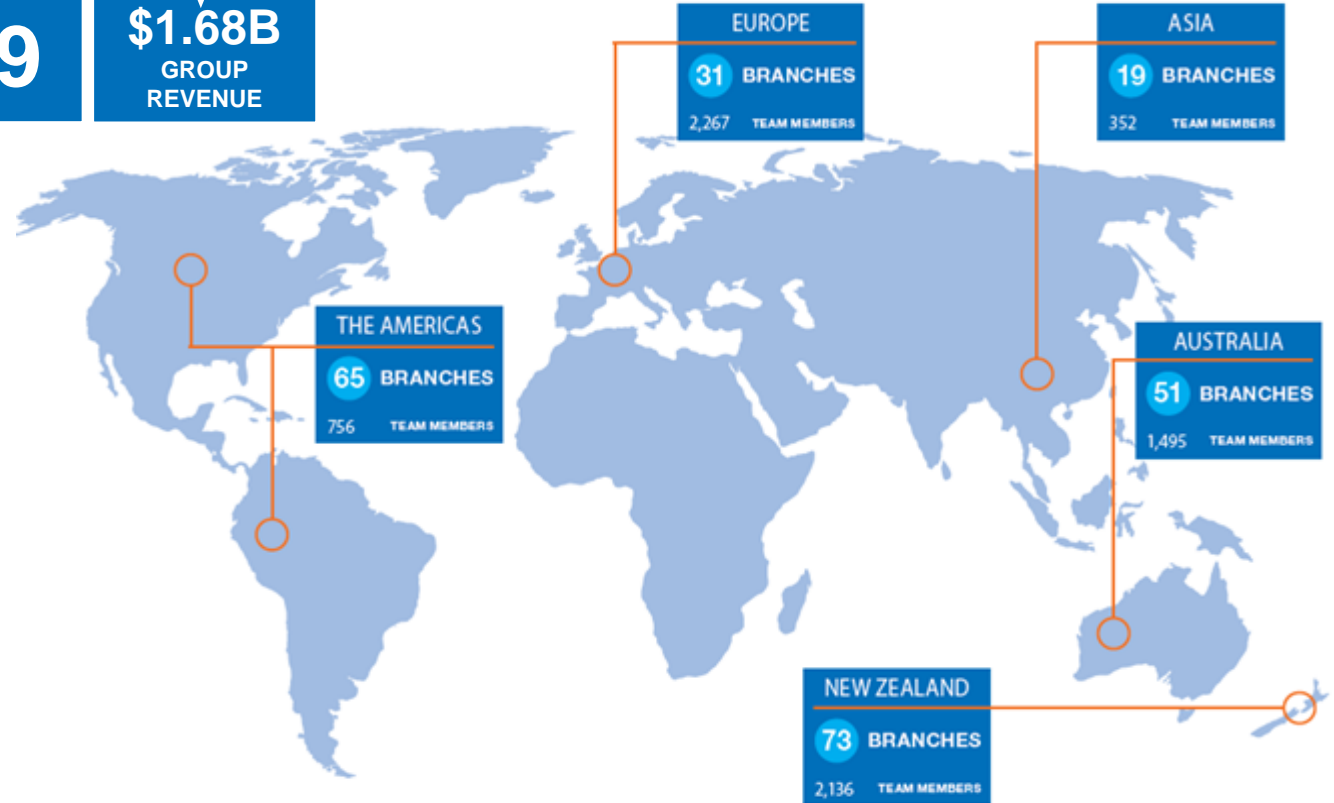 9
$1.68B
GROUP
REVENUE
EUROPE
31 BRANCHES
2,267 TEAM MEMBERS
ASIA
19 BRANCHES
352 TEAM MEMBERS
THE AMERICAS
65 BRANCHES
756 TEAM MEMBERS
AUSTRALIA
51 BRANCHES
1,495 TEAM MEMBERS
NEW ZEALAND
73 BRANCHES
2,136 TEAM MEMBERS